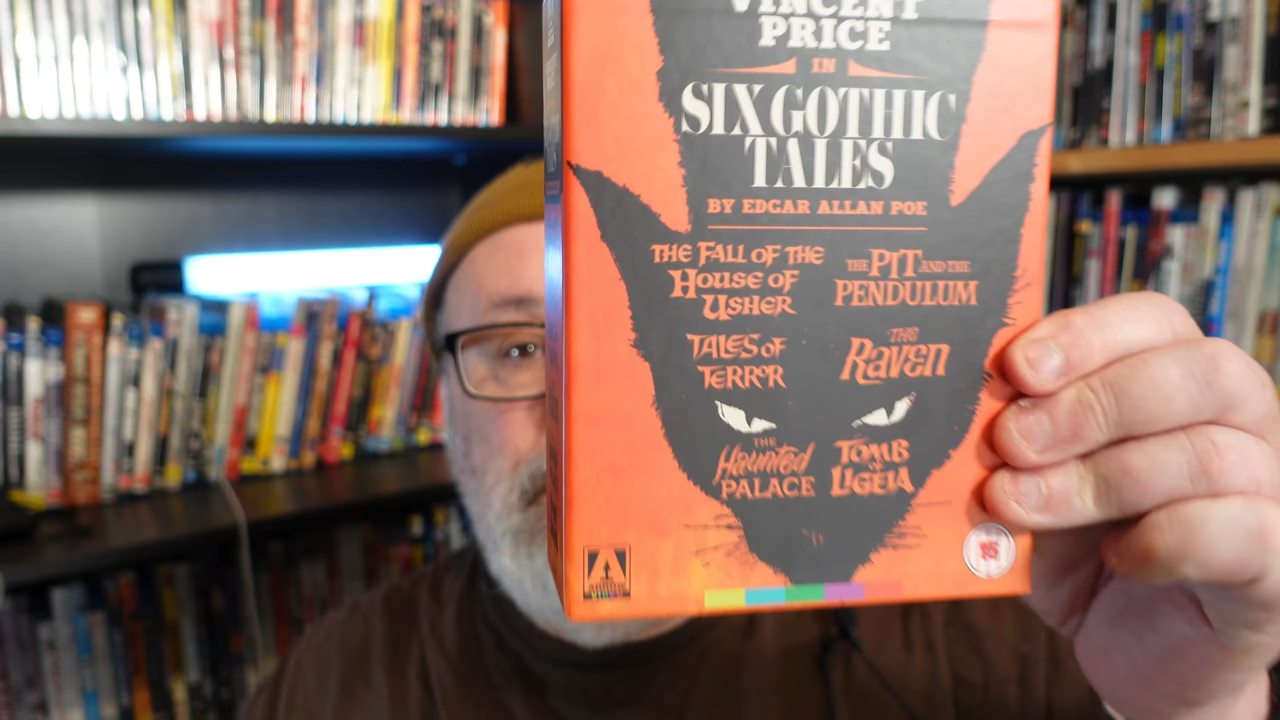 VINCENT
PRICE
IN
SIX GOTHIC
TALES
BY EDGAR ALLAN POE
THE FALL OF THE
HOUSE OF
USHER
THE PIT AND THE
PENDULUM
TALES OF
TERROR
THE
RAVEN
THE
Haunted
PALACE
TOMB
OF
LIGEIA
ARROW
15